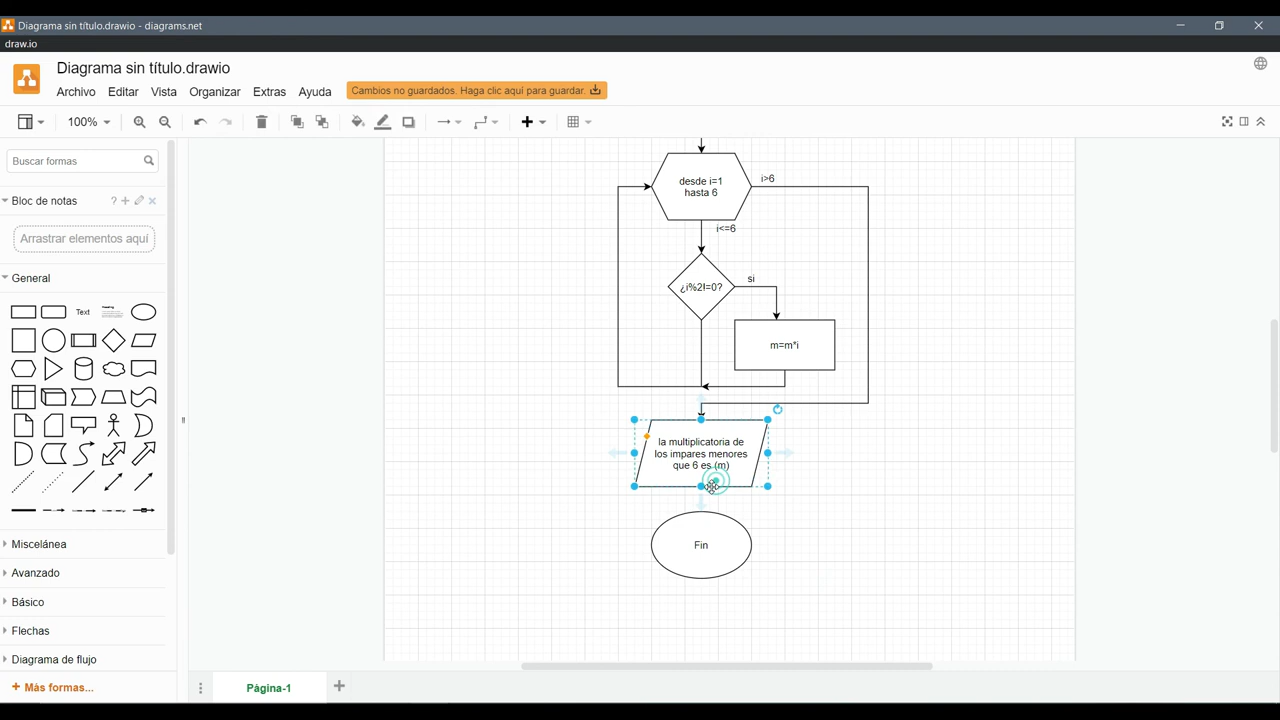 Diagrama sin título.drawio - diagrams.net
draw.io
Diagrama sin título.drawio
Archivo Editar Vista Organizar Extras Ayuda
Cambios no guardados. Haga clic aquí para guardar.
100%
Buscar formas
Bloc de notas
?
Arrastrar elementos aquí
General
Text
Heading
Miscelánea
Avanzado
Básico
Flechas
Diagrama de flujo
+ Más formas...
desde i=1
hasta 6
i>6
i<=6
¿i%2!=0?
si
m=m*i
la multiplicatoria de
los impares menores
que 6 es (m)
Fin
Página-1